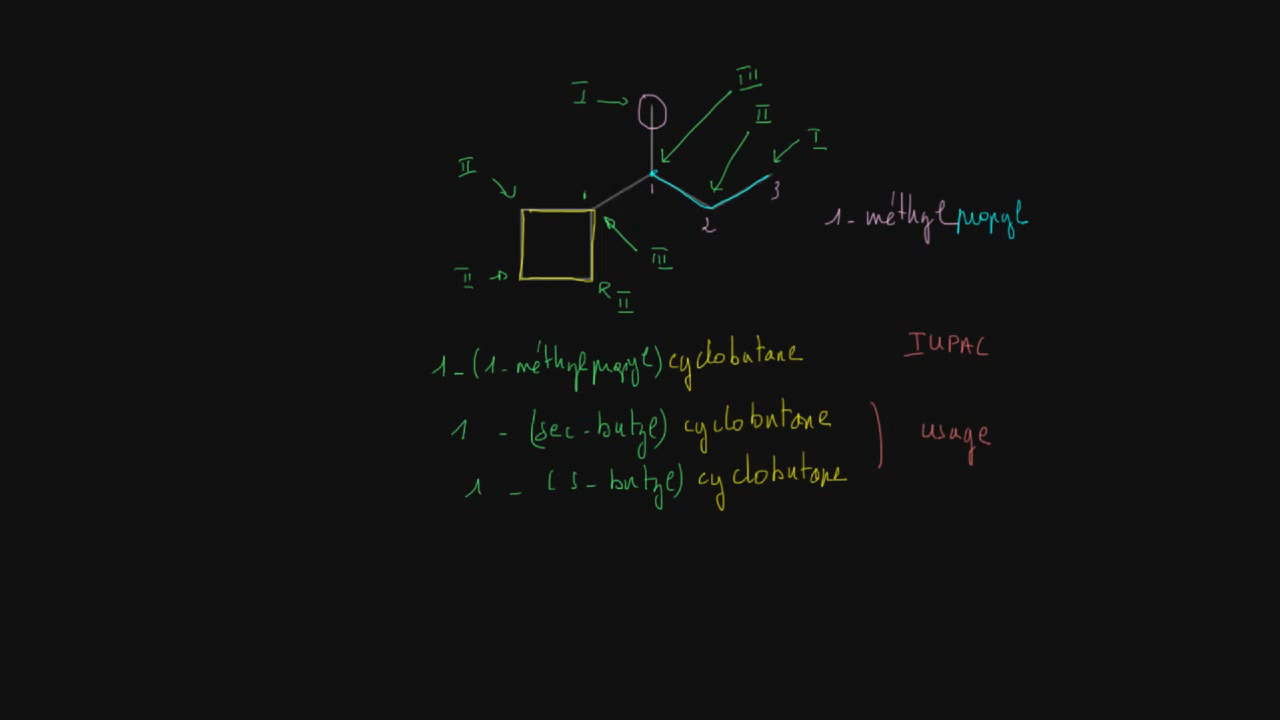 III
I
II
I
II
1
1
3
2
1-méthylpropyl
III
II
R II
1-(1-méthylpropyl)cyclobutane
IUPAC
1 - (sec-butyl) cyclobutane
usage
1 - (s-butyl) cyclobutane